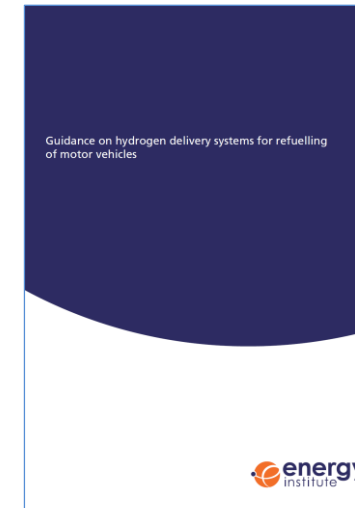 Guidance on hydrogen delivery systems for refuelling
of motor vehicles
energy
institute